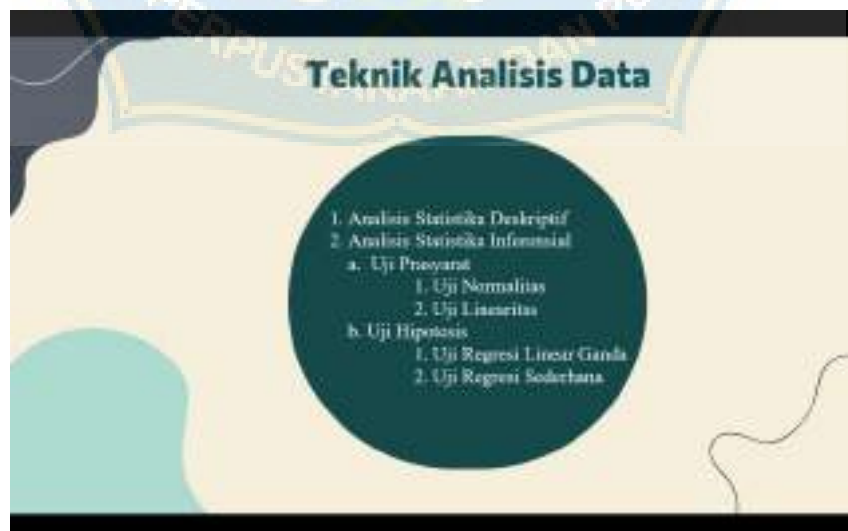 Teknik Analisis Data
1. Analisis Statistika Deskriptif
2. Analisis Statistika Inferensial
a. Uji Prasyarat
1. Uji Normalitas
2. Uji Linearitas
b. Uji Hipotesis
1. Uji Regresi Linear Ganda
2. Uji Regresi Sederhana